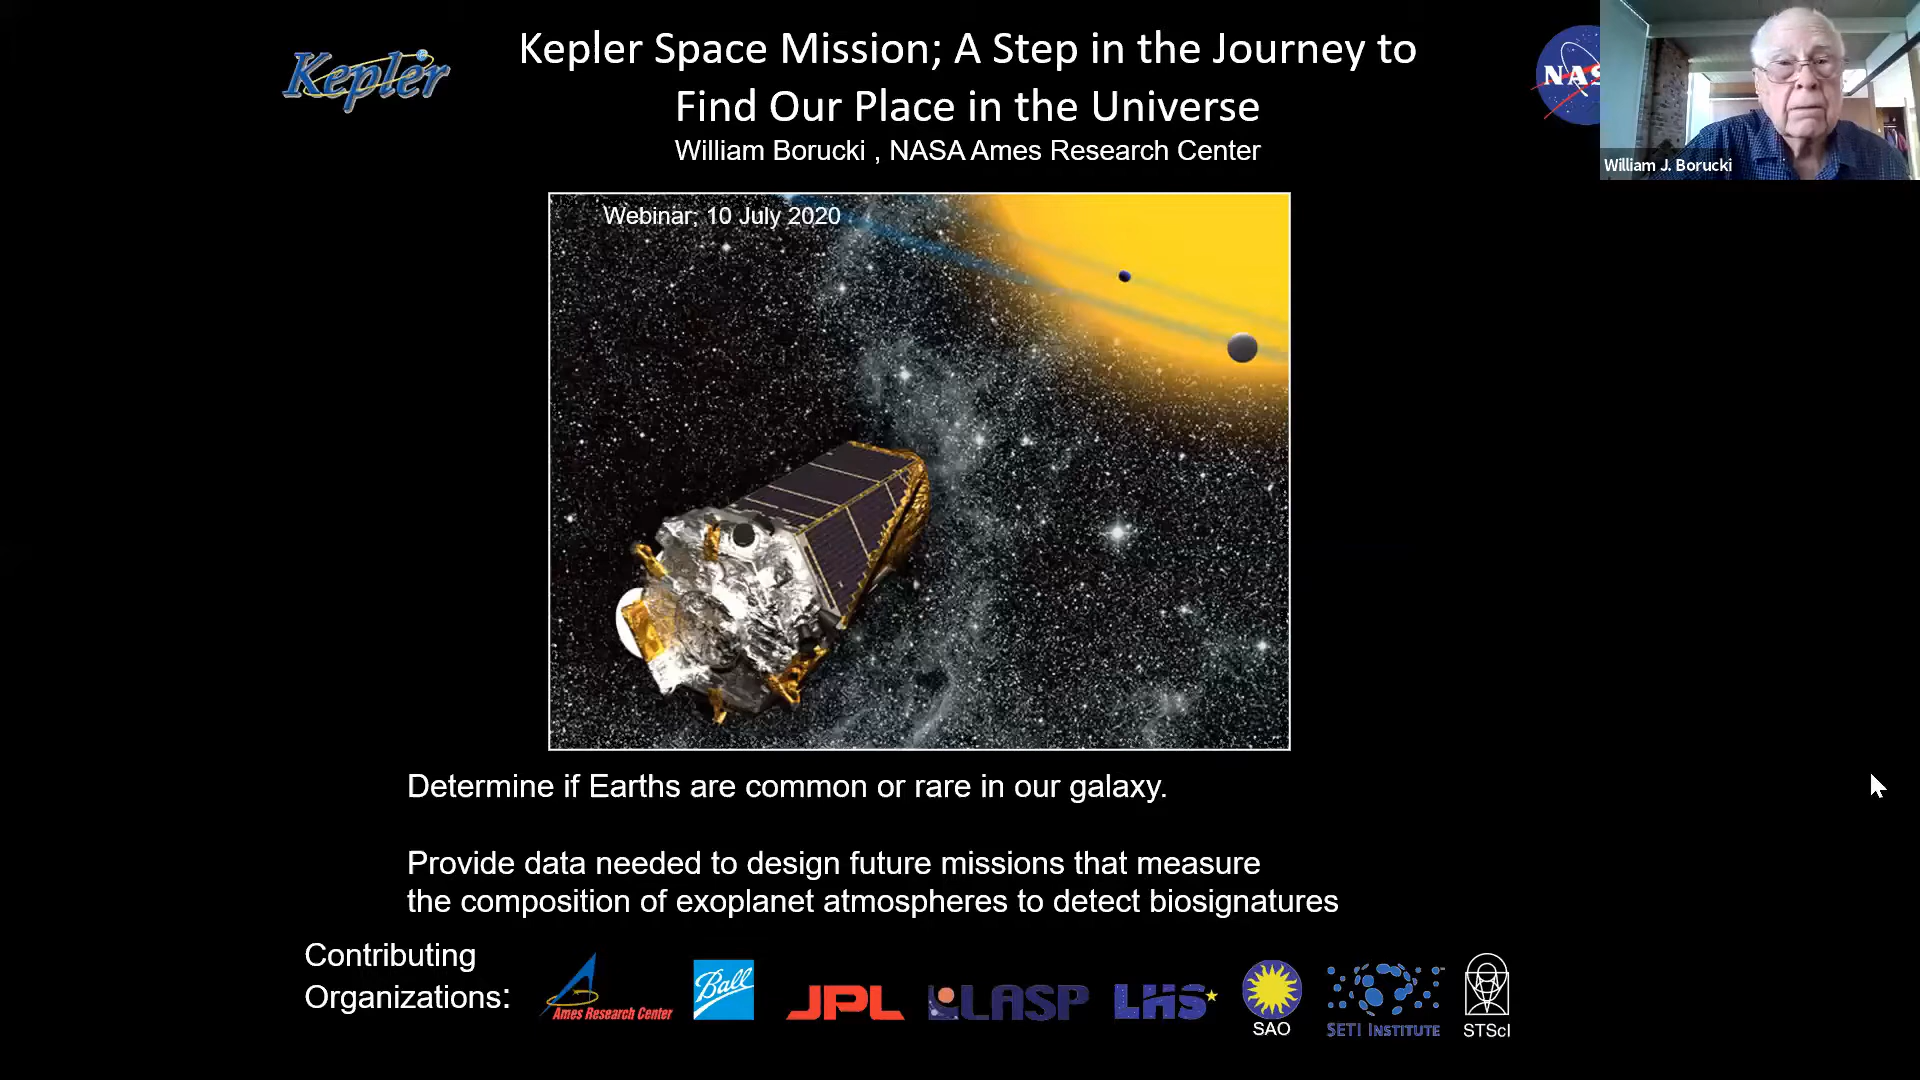 Kepler
Kepler Space Mission; A Step in the Journey to
Find Our Place in the Universe
William Borucki , NASA Ames Research Center
NAS
William J. Borucki
Webinar; 10 July 2020
Determine if Earths are common or rare in our galaxy.
Provide data needed to design future missions that measure
the composition of exoplanet atmospheres to detect biosignatures
Contributing
Organizations:
Ames Research Center
Ball
JPL
LASP
LHS
SAO
SETI INSTITUTE
STScI